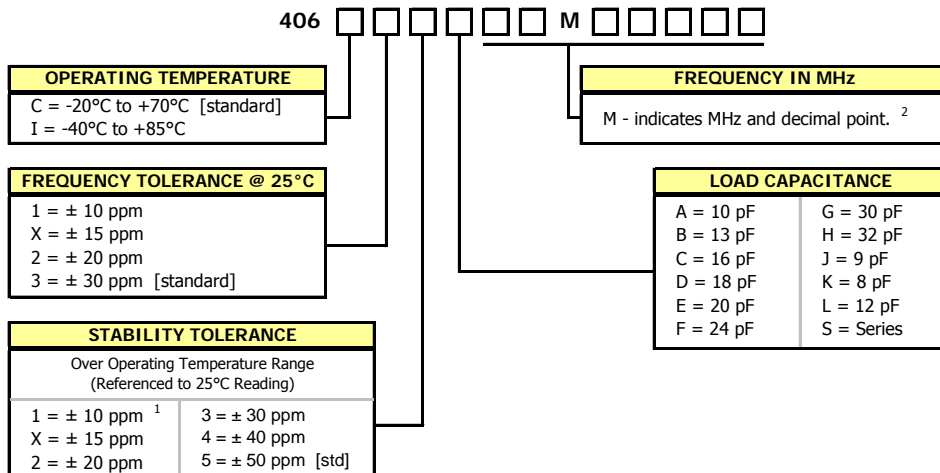 406 M
OPERATING TEMPERATURE
C = -20°C to +70°C [standard]
I = -40°C to +85°C
FREQUENCY TOLERANCE @ 25°C
1 = ± 10 ppm
X = ± 15 ppm
2 = ± 20 ppm
3 = ± 30 ppm [standard]
STABILITY TOLERANCE
Over Operating Temperature Range
(Referenced to 25°C Reading)
1 = ± 10 ppm 1
X = ± 15 ppm
2 = ± 20 ppm
3 = ± 30 ppm
4 = ± 40 ppm
5 = ± 50 ppm [std]
FREQUENCY IN MHz
M - indicates MHz and decimal point. 2
LOAD CAPACITANCE
A = 10 pF
B = 13 pF
C = 16 pF
D = 18 pF
E = 20 pF
F = 24 pF
G = 30 pF
H = 32 pF
J = 9 pF
K = 8 pF
L = 12 pF
S = Series